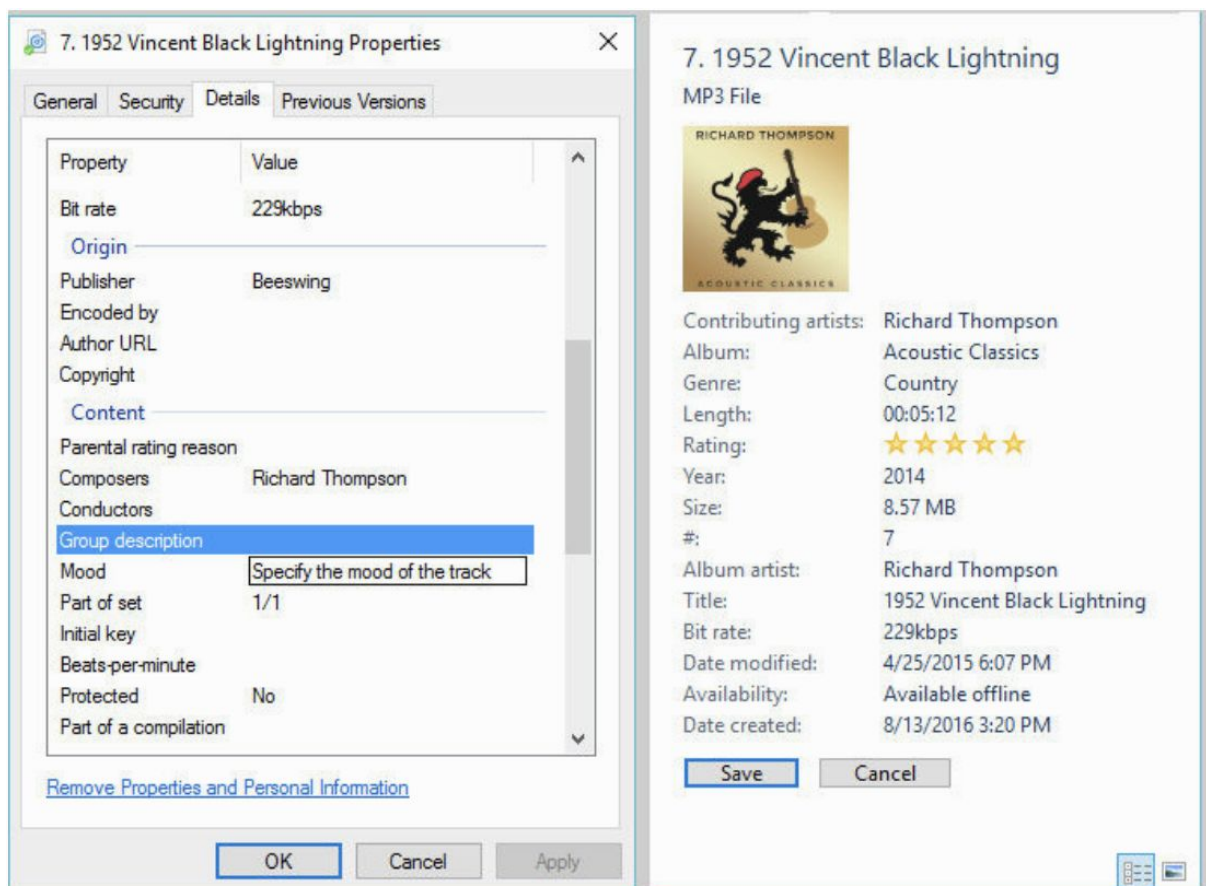 7. 1952 Vincent Black Lightning Properties
General Security Details Previous Versions
Property Value
Bit rate 229kbps
Origin
Publisher Beeswing
Encoded by
Author URL
Copyright
Content
Parental rating reason
Composers Richard Thompson
Conductors
Group description
Mood Specify the mood of the track
Part of set 1/1
Initial key
Beats-per-minute
Protected No
Part of a compilation
Remove Properties and Personal Information
OK Cancel Apply
7. 1952 Vincent Black Lightning
MP3 File
RICHARD THOMPSON
ACOUSTIC CLASSICS
Contributing artists: Richard Thompson
Album: Acoustic Classics
Genre: Country
Length: 00:05:12
Rating:
Year: 2014
Size: 8.57 MB
#: 7
Album artist: Richard Thompson
Title: 1952 Vincent Black Lightning
Bit rate: 229kbps
Date modified: 4/25/2015 6:07 PM
Availability: Available offline
Date created: 8/13/2016 3:20 PM
Save Cancel